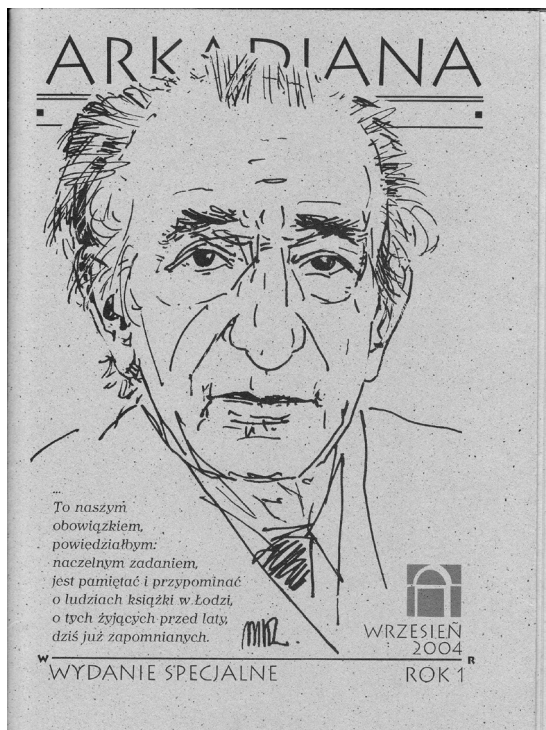 ARKADIANA
...
To naszym
obowiązkiem,
powiedziałbym:
naczelnym zadaniem,
jest pamiętać i przypominać
o ludziach książki w Łodzi,
o tych żyjących przed laty,
dziś już zapomnianych.
WRZESIEŃ
2004
W R
WYDANIE SPECJALNE ROK 1